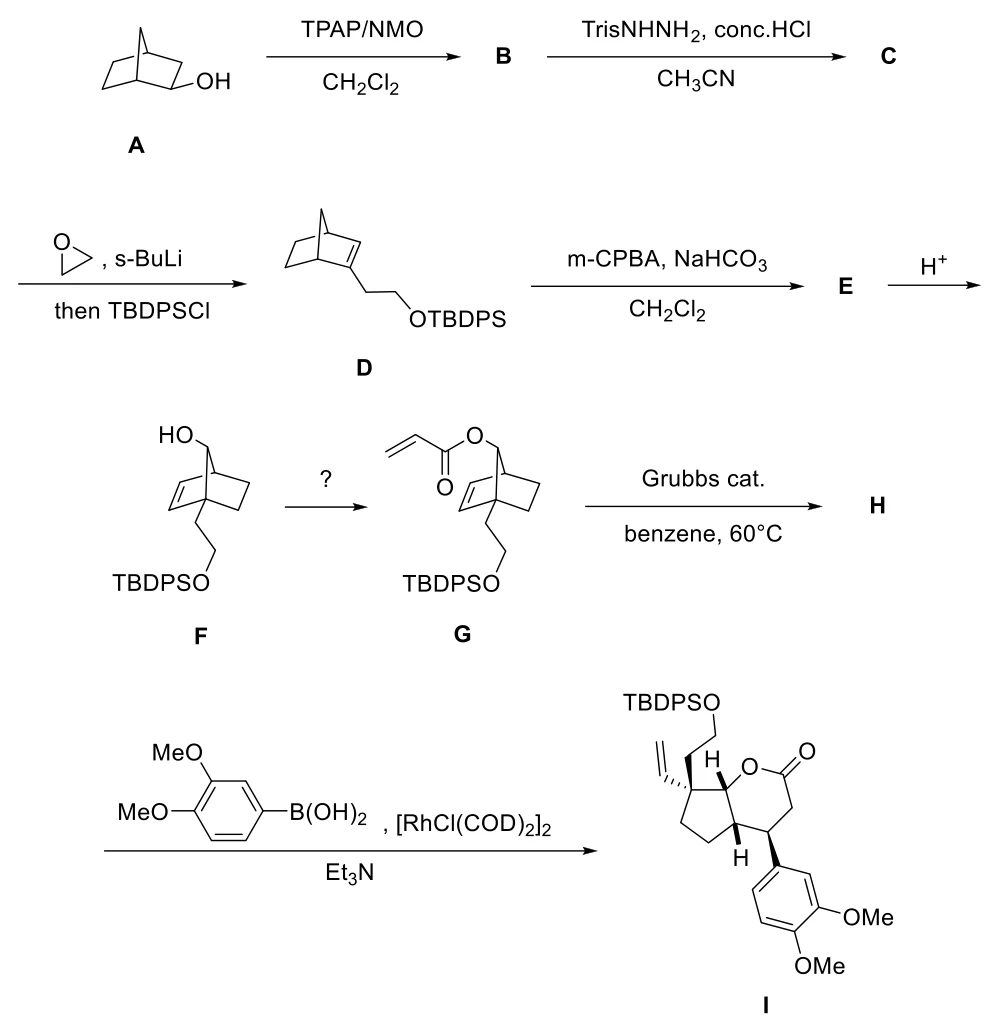 TPAP/NMO
TrisNHNH2, conc.HCl
OH
B
C
CH2Cl2
CH3CN
A
O
, s-BuLi
then TBDPSCl
m-CPBA, NaHCO3
CH2Cl2
E
H+
OTBDPS
D
HO
O
O
?
Grubbs cat.
benzene, 60°C
H
TBDPSO
TBDPSO
F
G
MeO
MeO
B(OH)2
, [RhCl(COD)2]2
Et3N
TBDPSO
H
O
O
H
OMe
OMe
I